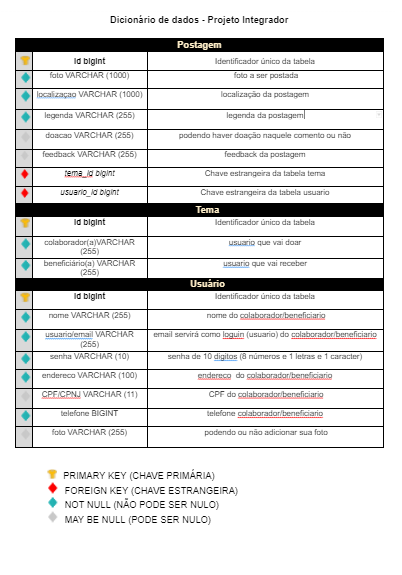 Dicionário de dados - Projeto Integrador
Postagem
Id bigint Identificador único da tabela
foto VARCHAR (1000) foto a ser postada
localizaçao VARCHAR (1000) localização da postagem
legenda VARCHAR (255) legenda da postagem
doacao VARCHAR (255) podendo haver doação naquele comento ou não
feedback VARCHAR (255) feedback da postagem
tema_id bigint Chave estrangeira da tabela tema
usuario_id bigint Chave estrangeira da tabela usuario
Tema
Id bigint Identificador único da tabela
colaborador(a)VARCHAR (255) usuario que vai doar
beneficiário(a) VARCHAR (255) usuario que vai receber
Usuário
Id bigint Identificador único da tabela
nome VARCHAR (255) nome do colaborador/beneficiario
usuario/email VARCHAR (255) email servirá como loguin (usuario) do colaborador/beneficiario
senha VARCHAR (10) senha de 10 digitos (8 números e 1 letras e 1 caracter)
endereco VARCHAR (100) endereco do colaborador/beneficiario
CPF/CPNJ VARCHAR (11) CPF do colaborador/beneficiario
telefone BIGINT telefone colaborador/beneficiario
foto VARCHAR (255) podendo ou não adicionar sua foto
PRIMARY KEY (CHAVE PRIMÁRIA)
FOREIGN KEY (CHAVE ESTRANGEIRA)
NOT NULL (NÃO PODE SER NULO)
MAY BE NULL (PODE SER NULO)